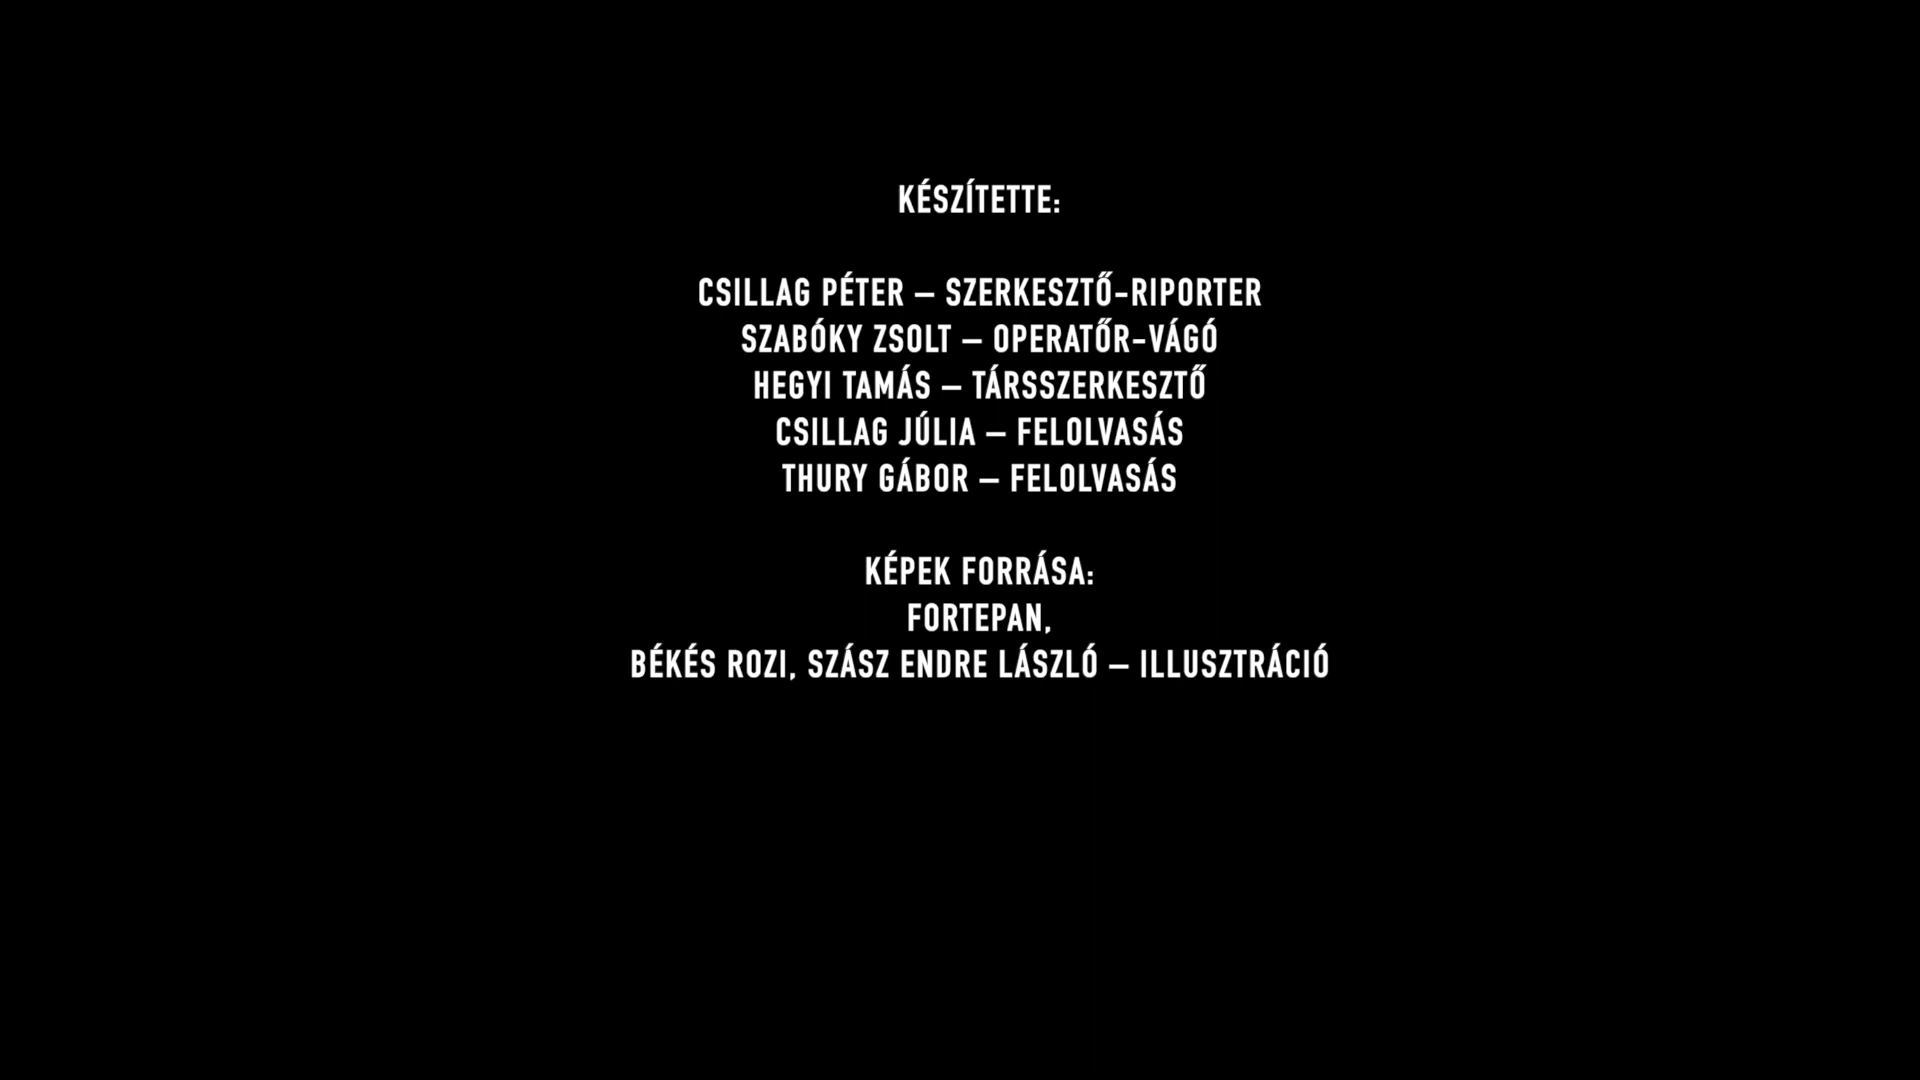 KÉSZÍTETTE:
CSILLAG PÉTER – SZERKESZTŐ-RIPORTER
SZABÓKY ZSOLT – OPERATŐR-VÁGÓ
HEGYI TAMÁS – TÁRSSZERKESZTŐ
CSILLAG JÚLIA – FELOLVASÁS
THURY GÁBOR – FELOLVASÁS
KÉPEK FORRÁSA:
FORTEPAN,
BÉKÉS ROZI, SZÁSZ ENDRE LÁSZLÓ – ILLUSZTRÁCIÓ